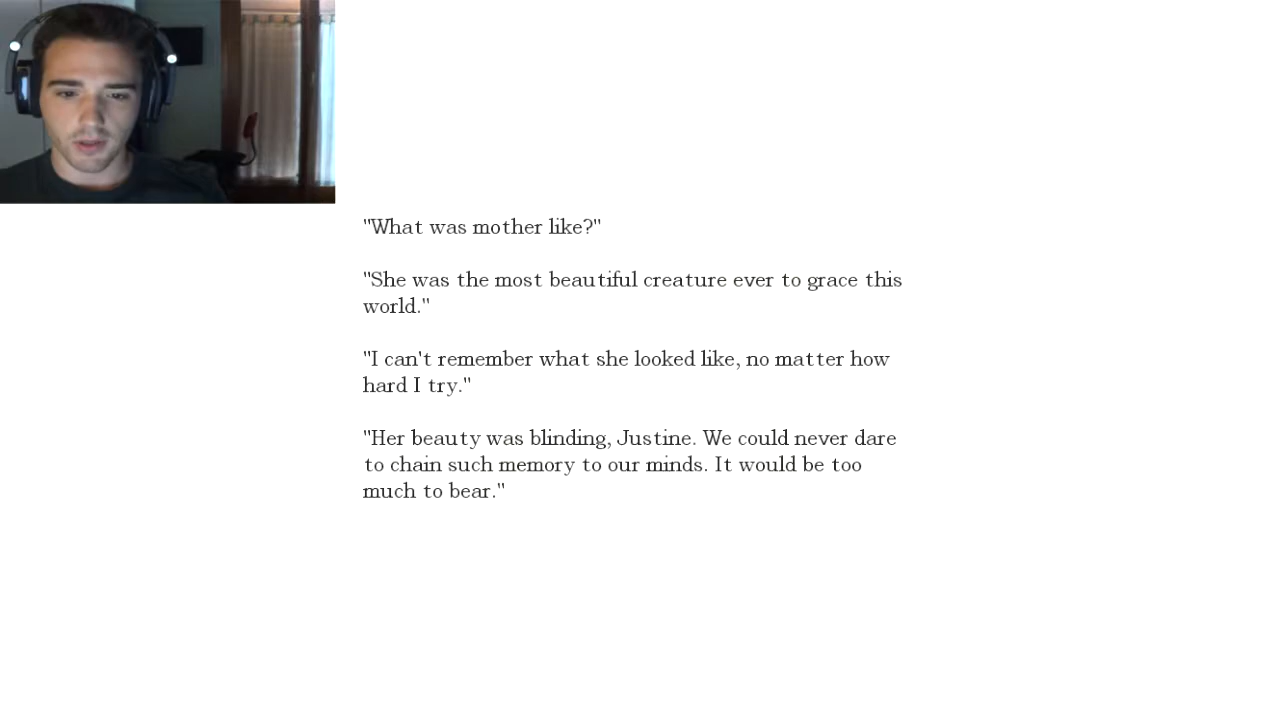 "What was mother like?"
"She was the most beautiful creature ever to grace this
world."
"I can't remember what she looked like, no matter how
hard I try."
"Her beauty was blinding, Justine. We could never dare
to chain such memory to our minds. It would be too
much to bear."